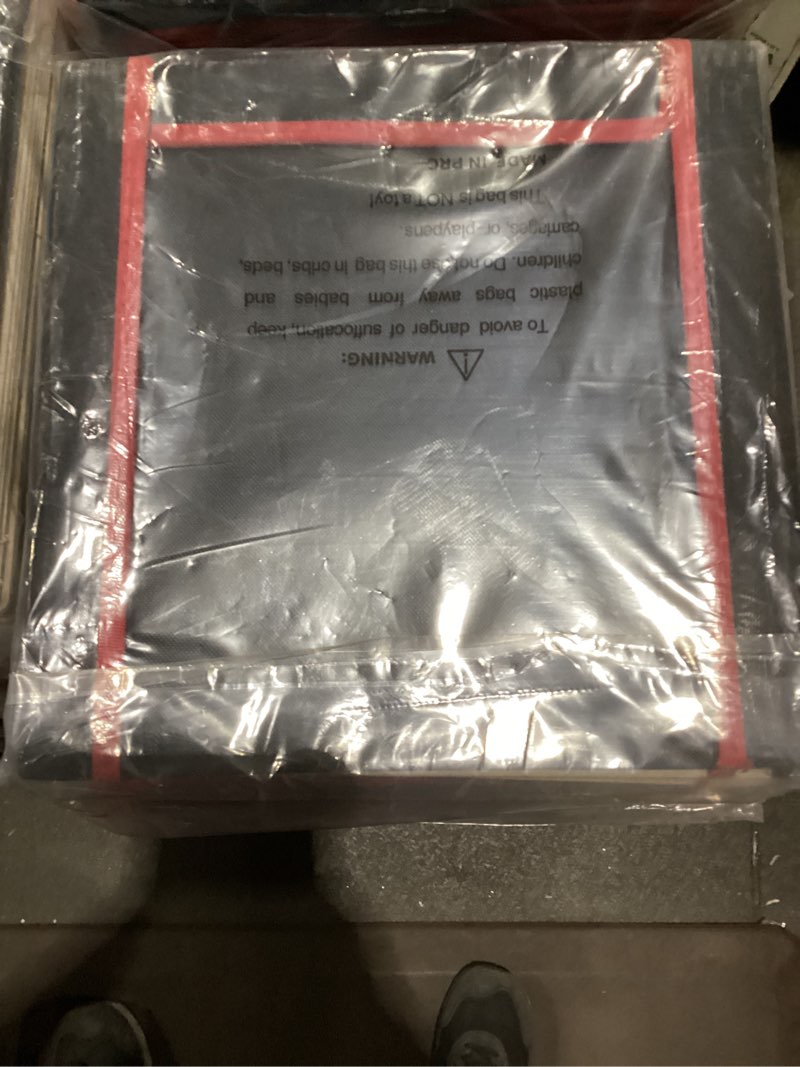 WARNING:
To avoid danger of suffocation, keep
plastic bags away from babies and
children. Do not use this bag in cribs, beds,
carriages, or playpens.
This bag is NOT a toy!
MADE IN PRC